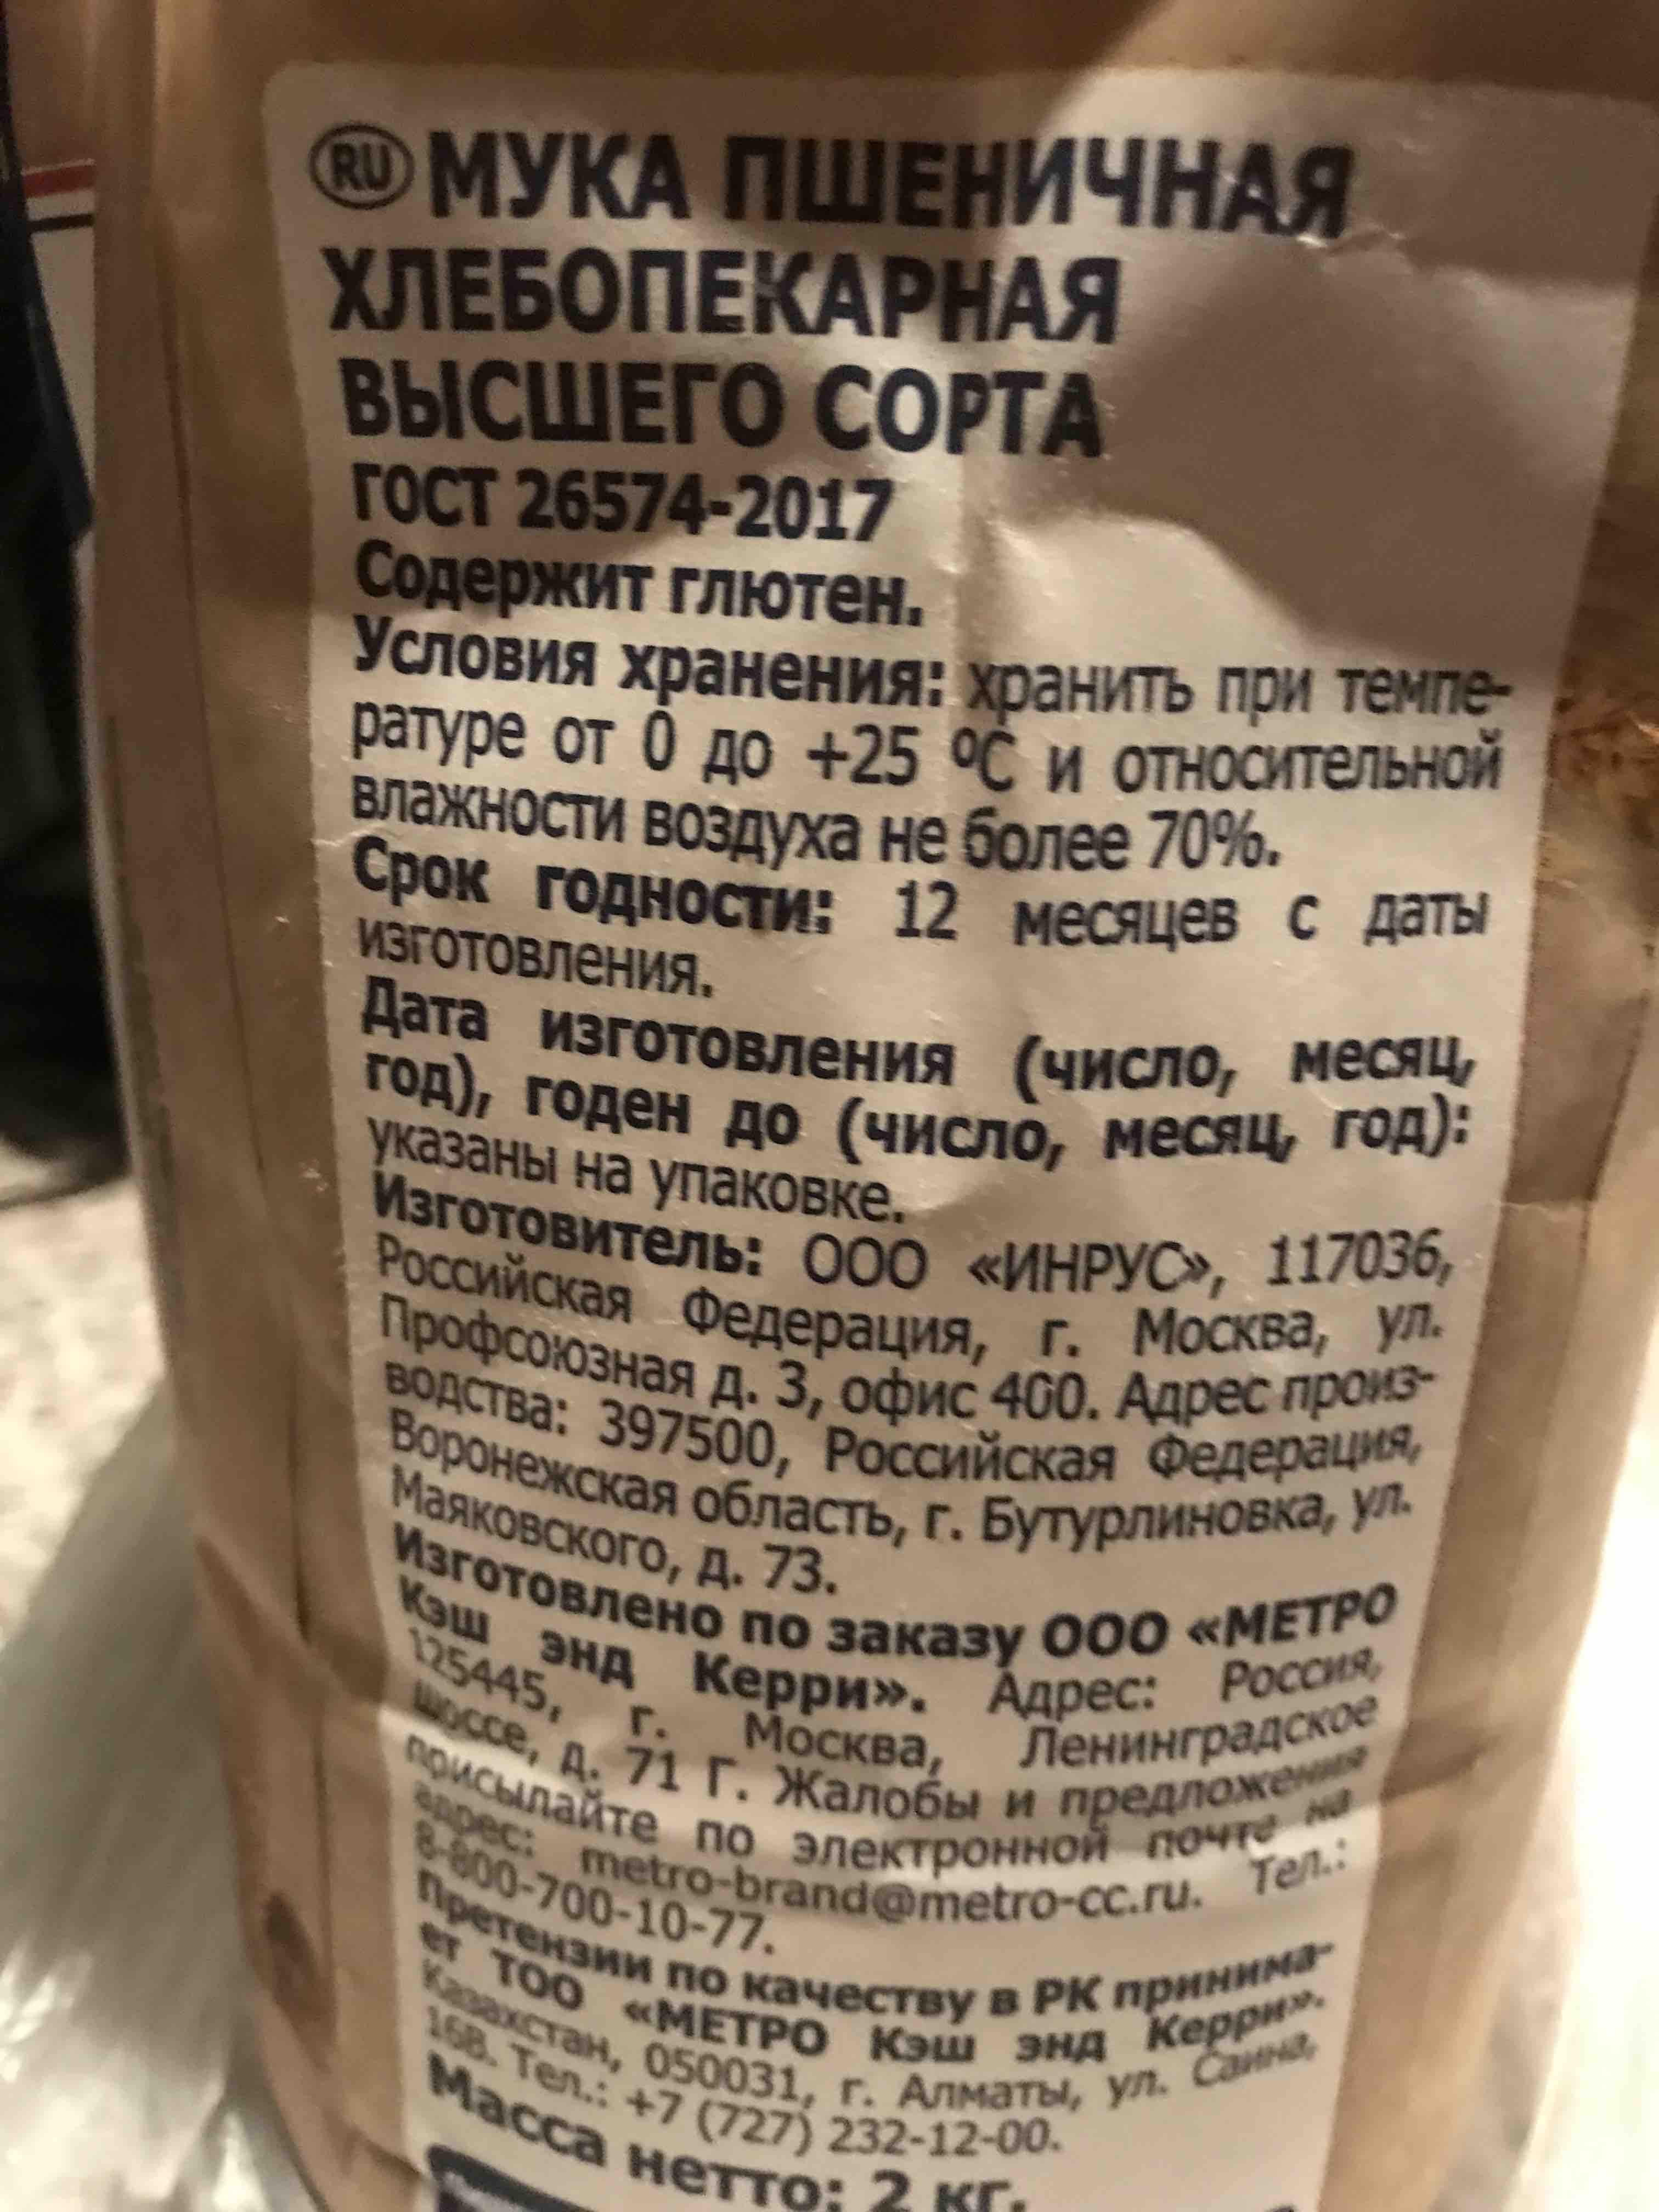 RU МУКА ПШЕНИЧНАЯ
ХЛЕБОПЕКАРНАЯ
ВЫСШЕГО СОРТА
ГОСТ 26574-2017
Содержит глютен.
Условия хранения: хранить при темпе-
ратуре от 0 до +25 ºС и относительной
влажности воздуха не более 70%.
Срок годности: 12 месяцев с даты
изготовления.
Дата изготовления (число, месяц,
год), годен до (число, месяц, год):
указаны на упаковке.
Изготовитель: ООО «ИНРУС», 117036,
Российская Федерация, г. Москва, ул.
Профсоюзная д. 3, офис 400. Адрес произ-
водства: 397500, Российская Федерация,
Воронежская область, г. Бутурлиновка, ул.
Маяковского, д. 73.
Изготовлено по заказу ООО «МЕТРО
Кэш энд Керри». Адрес: Россия,
125445, г. Москва, Ленинградское
шоссе, д. 71 Г. Жалобы и предложения
присылайте по электронной почте на
адрес: metro-brand@metro-cc.ru. Тел.:
8-800-700-10-77.
Претензии по качеству в РК принима-
ет ТОО «МЕТРО Кэш энд Керри».
Казахстан, 050031, г. Алматы, ул. Саина,
16В. Тел.: +7 (727) 232-12-00.
Масса нетто: 2 кг.